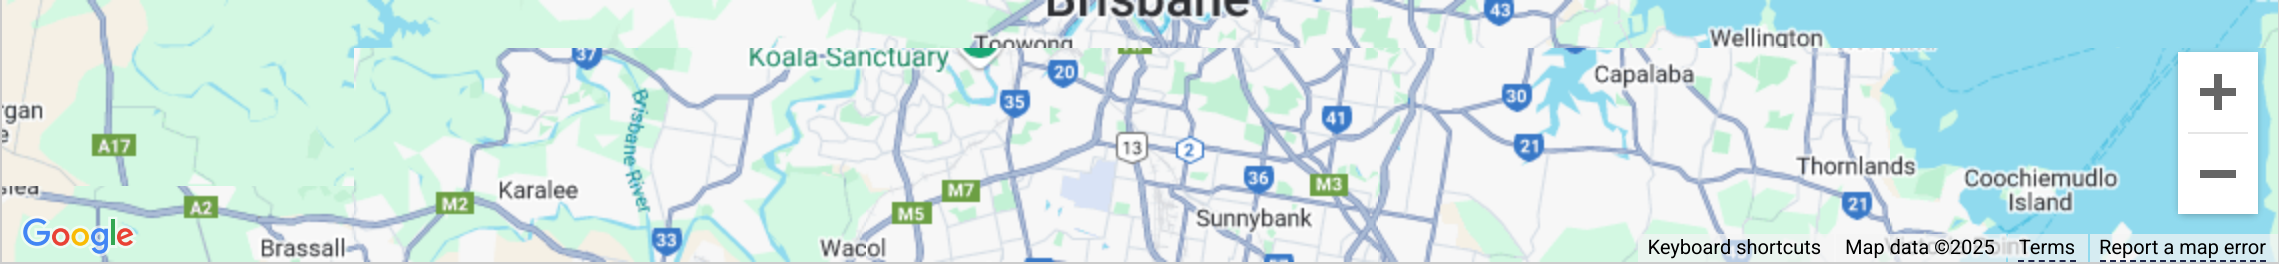 Brisbane
43
Toowong
Wellington
Koala Sanctuary
37
20
Capalaba
35
30
rgan
41
Brisbane River
A17
13
2
21
Thornlands
36
M3
Coochiemudlo
Island
M7
Karalee
M2
A2
M5
Sunnybank
21
Google
33
Brassall
Wacol
Keyboard shortcuts
Map data ©2025
Terms
Report a map error